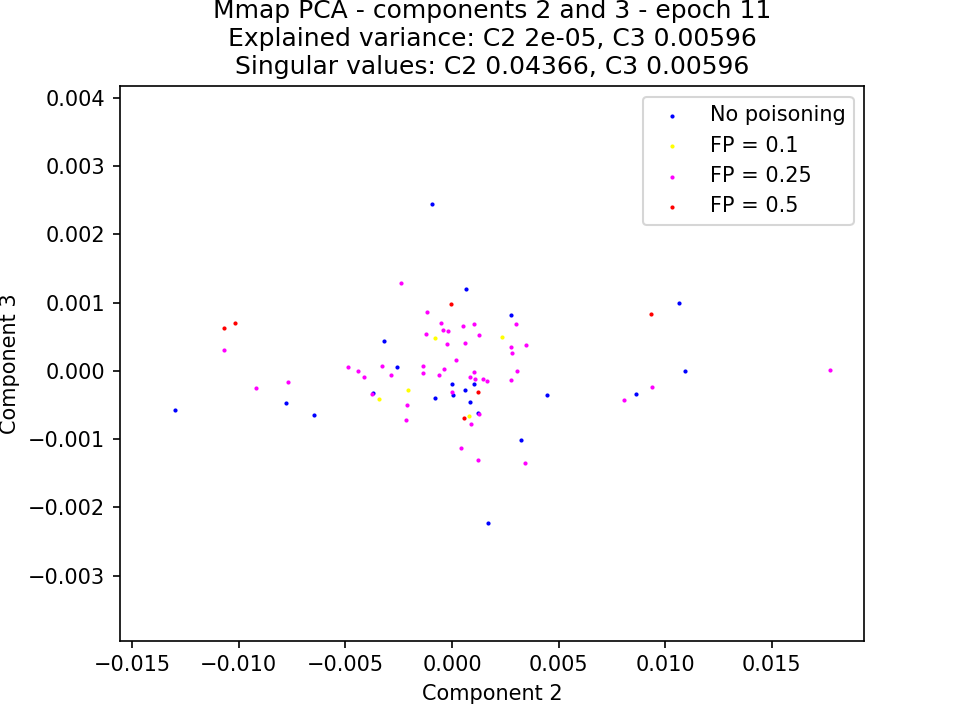 Mmap PCA - components 2 and 3 - epoch 11
Explained variance: C2 2e-05, C3 0.00596
Singular values: C2 0.04366, C3 0.00596
No poisoning
FP = 0.1
FP = 0.25
FP = 0.5
0.004
0.003
0.002
0.001
0.000
−0.001
−0.002
−0.003
Component 3
−0.015
−0.010
−0.005
0.000
0.005
0.010
0.015
Component 2